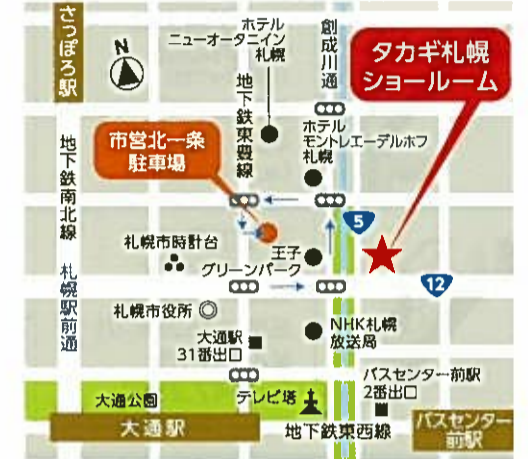 さっぽろ駅
N
ホテル
ニューオータニイン
札幌
創成川通
タカギ札幌
ショールーム
地下鉄東豊線
市営北一条
駐車場
ホテル
モントレエーデルホフ
札幌
地下鉄南北線
札幌駅前通
5
札幌市時計台
王子
グリーンパーク
12
札幌市役所
大通駅
31番出口
NHK札幌
放送局
バスセンター前駅
2番出口
大通公園
テレビ塔
大通駅
地下鉄東西線
バスセンター
前駅